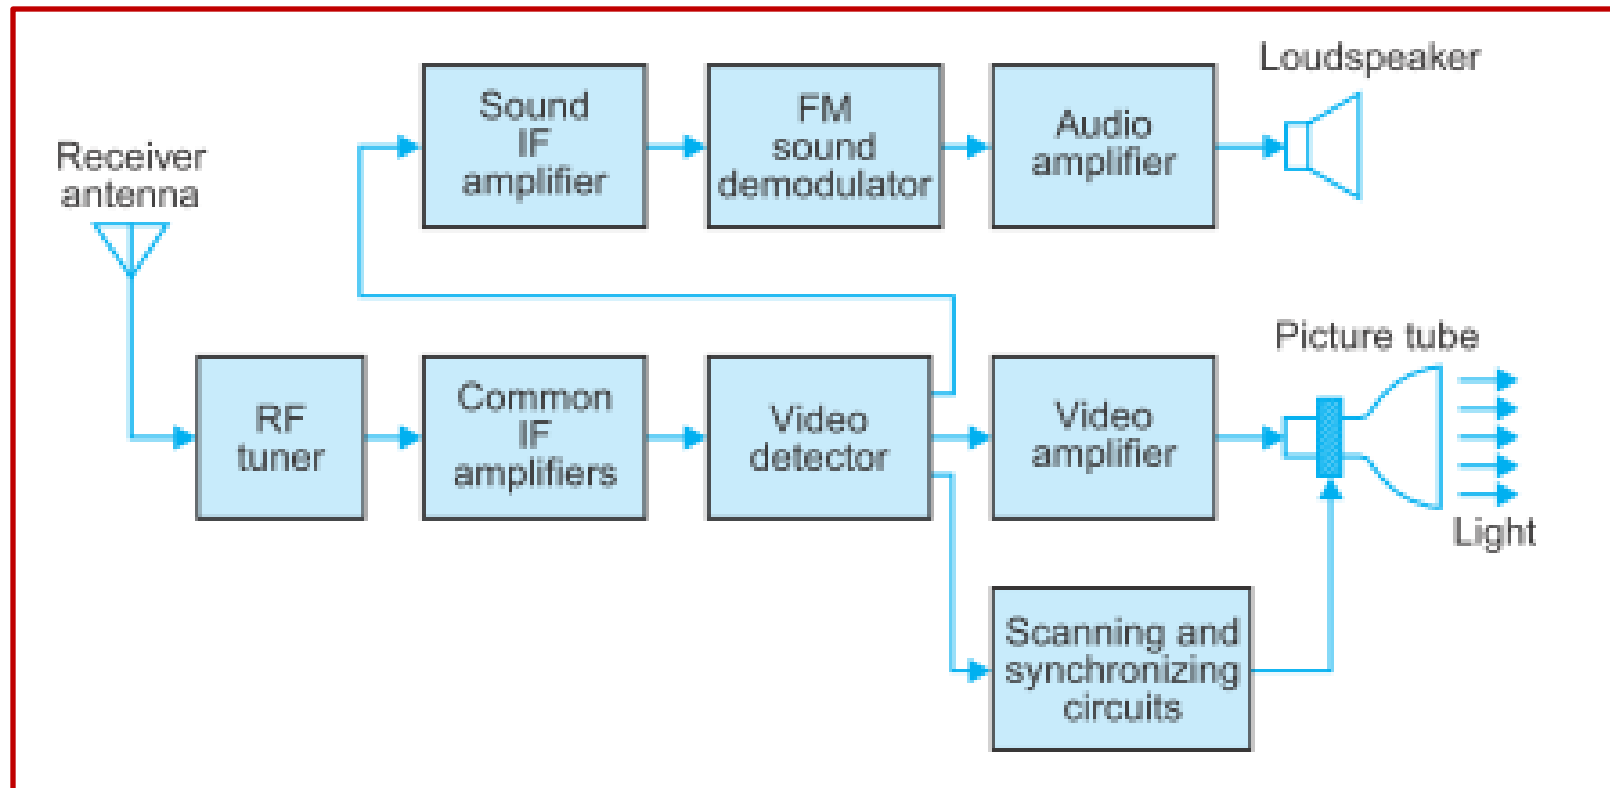 Receiver
antenna
Sound
IF
amplifier
FM
sound
demodulator
Audio
amplifier
Loudspeaker
RF
tuner
Common
IF
amplifiers
Video
detector
Video
amplifier
Picture tube
Light
Scanning and
synchronizing
circuits